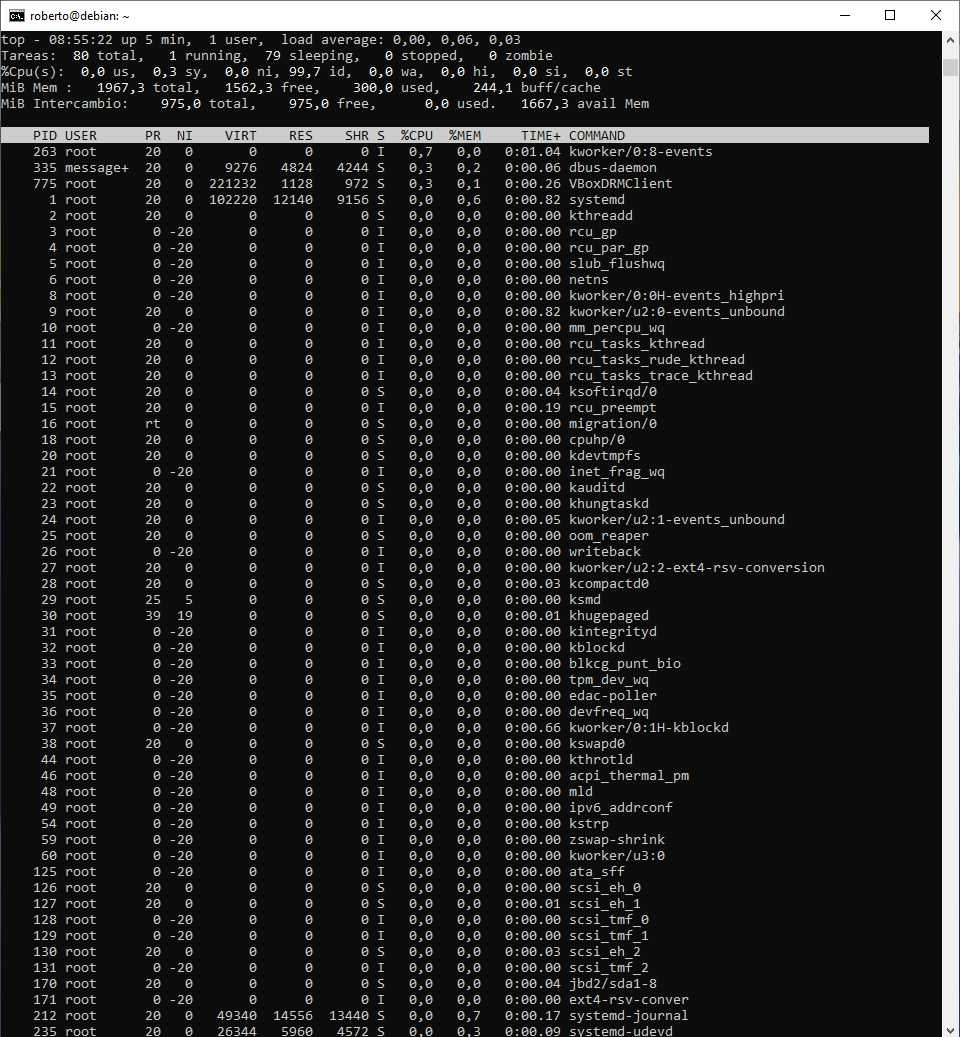 roberto@debian: ~
top - 08:55:22 up 5 min,  1 user,  load average: 0,00, 0,06, 0,03
Tareas:  80 total,   1 running,  79 sleeping,   0 stopped,   0 zombie
%Cpu(s):  0,0 us,  0,3 sy,  0,0 ni, 99,7 id,  0,0 wa,  0,0 hi,  0,0 si,  0,0 st
MiB Mem :   1967,3 total,   1562,3 free,    300,0 used,    244,1 buff/cache
MiB Intercambio:    975,0 total,    975,0 free,      0,0 used.   1667,3 avail Mem
PID USER      PR  NI    VIRT    RES    SHR S  %CPU  %MEM     TIME+ COMMAND
263 root      20   0       0      0      0 I   0,7   0,0   0:01.04 kworker/0:8-events
335 message+  20   0    9276   4824   4244 S   0,3   0,2   0:00.06 dbus-daemon
775 root      20   0  221232   1128    972 S   0,3   0,1   0:00.26 VBoxDRMClient
1 root      20   0  102220  12140   9156 S   0,0   0,6   0:00.82 systemd
2 root      20   0       0      0      0 S   0,0   0,0   0:00.00 kthreadd
3 root       0 -20       0      0      0 I   0,0   0,0   0:00.00 rcu_gp
4 root       0 -20       0      0      0 I   0,0   0,0   0:00.00 rcu_par_gp
5 root       0 -20       0      0      0 I   0,0   0,0   0:00.00 slub_flushwq
6 root       0 -20       0      0      0 I   0,0   0,0   0:00.00 netns
8 root       0 -20       0      0      0 I   0,0   0,0   0:00.00 kworker/0:0H-events_highpri
9 root      20   0       0      0      0 I   0,0   0,0   0:00.82 kworker/u2:0-events_unbound
10 root       0 -20       0      0      0 I   0,0   0,0   0:00.00 mm_percpu_wq
11 root      20   0       0      0      0 I   0,0   0,0   0:00.00 rcu_tasks_kthread
12 root      20   0       0      0      0 I   0,0   0,0   0:00.00 rcu_tasks_rude_kthread
13 root      20   0       0      0      0 I   0,0   0,0   0:00.00 rcu_tasks_trace_kthread
14 root      20   0       0      0      0 S   0,0   0,0   0:00.04 ksoftirqd/0
15 root      20   0       0      0      0 I   0,0   0,0   0:00.19 rcu_preempt
16 root      rt   0       0      0      0 S   0,0   0,0   0:00.00 migration/0
18 root      20   0       0      0      0 S   0,0   0,0   0:00.00 cpuhp/0
20 root      20   0       0      0      0 S   0,0   0,0   0:00.00 kdevtmpfs
21 root       0 -20       0      0      0 I   0,0   0,0   0:00.00 inet_frag_wq
22 root      20   0       0      0      0 S   0,0   0,0   0:00.00 kauditd
23 root      20   0       0      0      0 S   0,0   0,0   0:00.00 khungtaskd
24 root      20   0       0      0      0 I   0,0   0,0   0:00.05 kworker/u2:1-events_unbound
25 root      20   0       0      0      0 S   0,0   0,0   0:00.00 oom_reaper
26 root       0 -20       0      0      0 I   0,0   0,0   0:00.00 writeback
27 root      20   0       0      0      0 I   0,0   0,0   0:00.00 kworker/u2:2-ext4-rsv-conversion
28 root      20   0       0      0      0 S   0,0   0,0   0:00.03 kcompactd0
29 root      25   5       0      0      0 S   0,0   0,0   0:00.00 ksmd
30 root      39  19       0      0      0 S   0,0   0,0   0:00.01 khugepaged
31 root       0 -20       0      0      0 I   0,0   0,0   0:00.00 kintegrityd
32 root       0 -20       0      0      0 I   0,0   0,0   0:00.00 kblockd
33 root       0 -20       0      0      0 I   0,0   0,0   0:00.00 blkcg_punt_bio
34 root       0 -20       0      0      0 I   0,0   0,0   0:00.00 tpm_dev_wq
35 root       0 -20       0      0      0 I   0,0   0,0   0:00.00 edac-poller
36 root       0 -20       0      0      0 I   0,0   0,0   0:00.00 devfreq_wq
37 root       0 -20       0      0      0 I   0,0   0,0   0:00.66 kworker/0:1H-kblockd
38 root      20   0       0      0      0 S   0,0   0,0   0:00.00 kswapd0
44 root       0 -20       0      0      0 I   0,0   0,0   0:00.00 kthrotld
46 root       0 -20       0      0      0 I   0,0   0,0   0:00.00 acpi_thermal_pm
48 root       0 -20       0      0      0 I   0,0   0,0   0:00.00 mld
49 root       0 -20       0      0      0 I   0,0   0,0   0:00.00 ipv6_addrconf
54 root       0 -20       0      0      0 I   0,0   0,0   0:00.00 kstrp
59 root       0 -20       0      0      0 I   0,0   0,0   0:00.00 zswap-shrink
60 root       0 -20       0      0      0 I   0,0   0,0   0:00.00 kworker/u3:0
125 root       0 -20       0      0      0 I   0,0   0,0   0:00.00 ata_sff
126 root      20   0       0      0      0 S   0,0   0,0   0:00.00 scsi_eh_0
127 root      20   0       0      0      0 S   0,0   0,0   0:00.01 scsi_eh_1
128 root       0 -20       0      0      0 I   0,0   0,0   0:00.00 scsi_tmf_0
129 root       0 -20       0      0      0 I   0,0   0,0   0:00.00 scsi_tmf_1
130 root      20   0       0      0      0 S   0,0   0,0   0:00.03 scsi_eh_2
131 root       0 -20       0      0      0 I   0,0   0,0   0:00.00 scsi_tmf_2
170 root      20   0       0      0      0 S   0,0   0,0   0:00.04 jbd2/sda1-8
171 root       0 -20       0      0      0 I   0,0   0,0   0:00.00 ext4-rsv-conver
212 root      20   0   49340  14556  13440 S   0,0   0,7   0:00.17 systemd-journal
235 root      20   0   26344   5960   4572 S   0,0   0,3   0:00.09 systemd-udevd